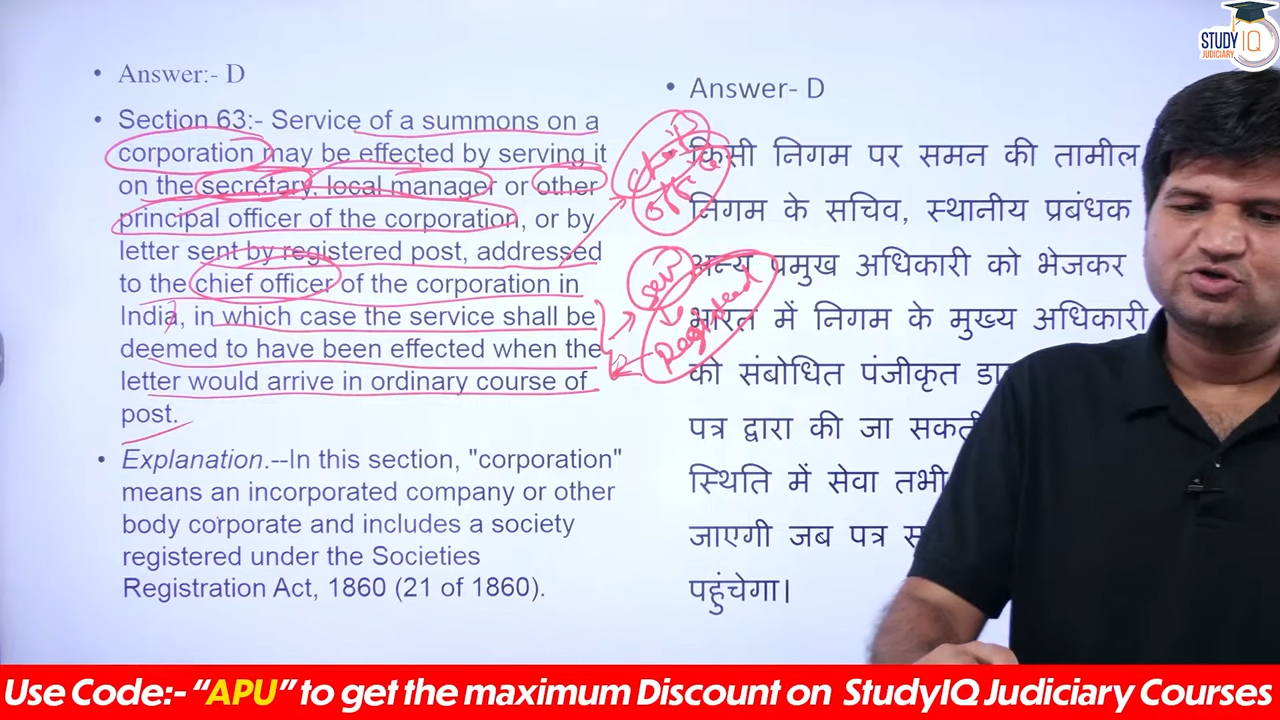 STUDY IQ
JUDICIARY
• Answer:- D
• Section 63:- Service of a summons on a
corporation may be effected by serving it
on the secretary, local manager or other
principal officer of the corporation, or by
letter sent by registered post, addressed
to the chief officer of the corporation in
India, in which case the service shall be
deemed to have been effected when the
letter would arrive in ordinary course of
post.
• Explanation.--In this section, "corporation"
means an incorporated company or other
body corporate and includes a society
registered under the Societies
Registration Act, 1860 (21 of 1860).
• Answer- D
किसी निगम पर समन की तामील
निगम के सचिव, स्थानीय प्रबंधक
अन्य प्रमुख अधिकारी को भेजकर
भारत में निगम के मुख्य अधिकारी
को संबोधित पंजीकृत
पत्र द्वारा की जा
स्थिति में सेवा तभी
जाएगी जब पत्र
पहुंचेगा।
Use Code:- “APU” to get the maximum Discount on StudyIQ Judiciary Courses